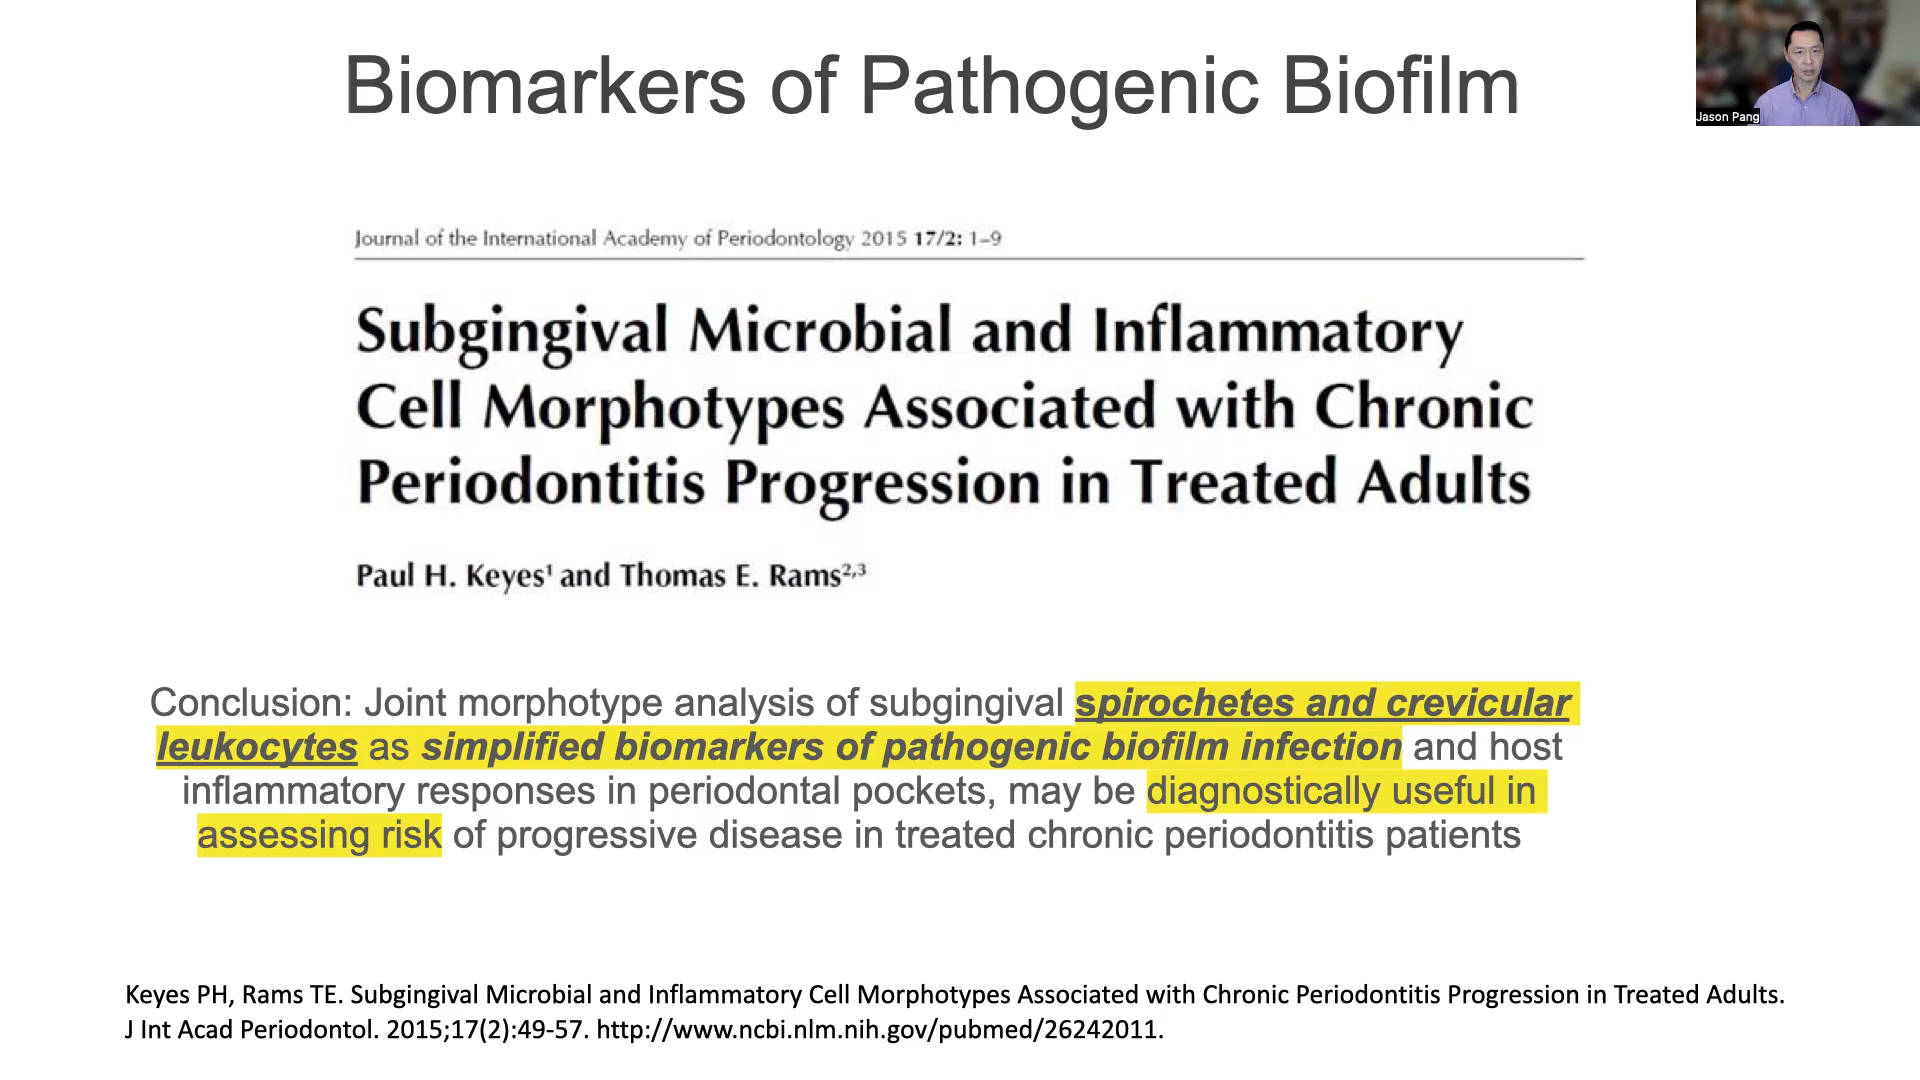 Biomarkers of Pathogenic Biofilm
Jason Pang
Journal of the International Academy of Periodontology 2015 17/2: 1–9
Subgingival Microbial and Inflammatory
Cell Morphotypes Associated with Chronic
Periodontitis Progression in Treated Adults
Paul H. Keyes¹ and Thomas E. Rams²,³
Conclusion: Joint morphotype analysis of subgingival spirochetes and crevicular
leukocytes as simplified biomarkers of pathogenic biofilm infection and host
inflammatory responses in periodontal pockets, may be diagnostically useful in
assessing risk of progressive disease in treated chronic periodontitis patients
Keyes PH, Rams TE. Subgingival Microbial and Inflammatory Cell Morphotypes Associated with Chronic Periodontitis Progression in Treated Adults.
J Int Acad Periodontol. 2015;17(2):49-57. http://www.ncbi.nlm.nih.gov/pubmed/26242011.